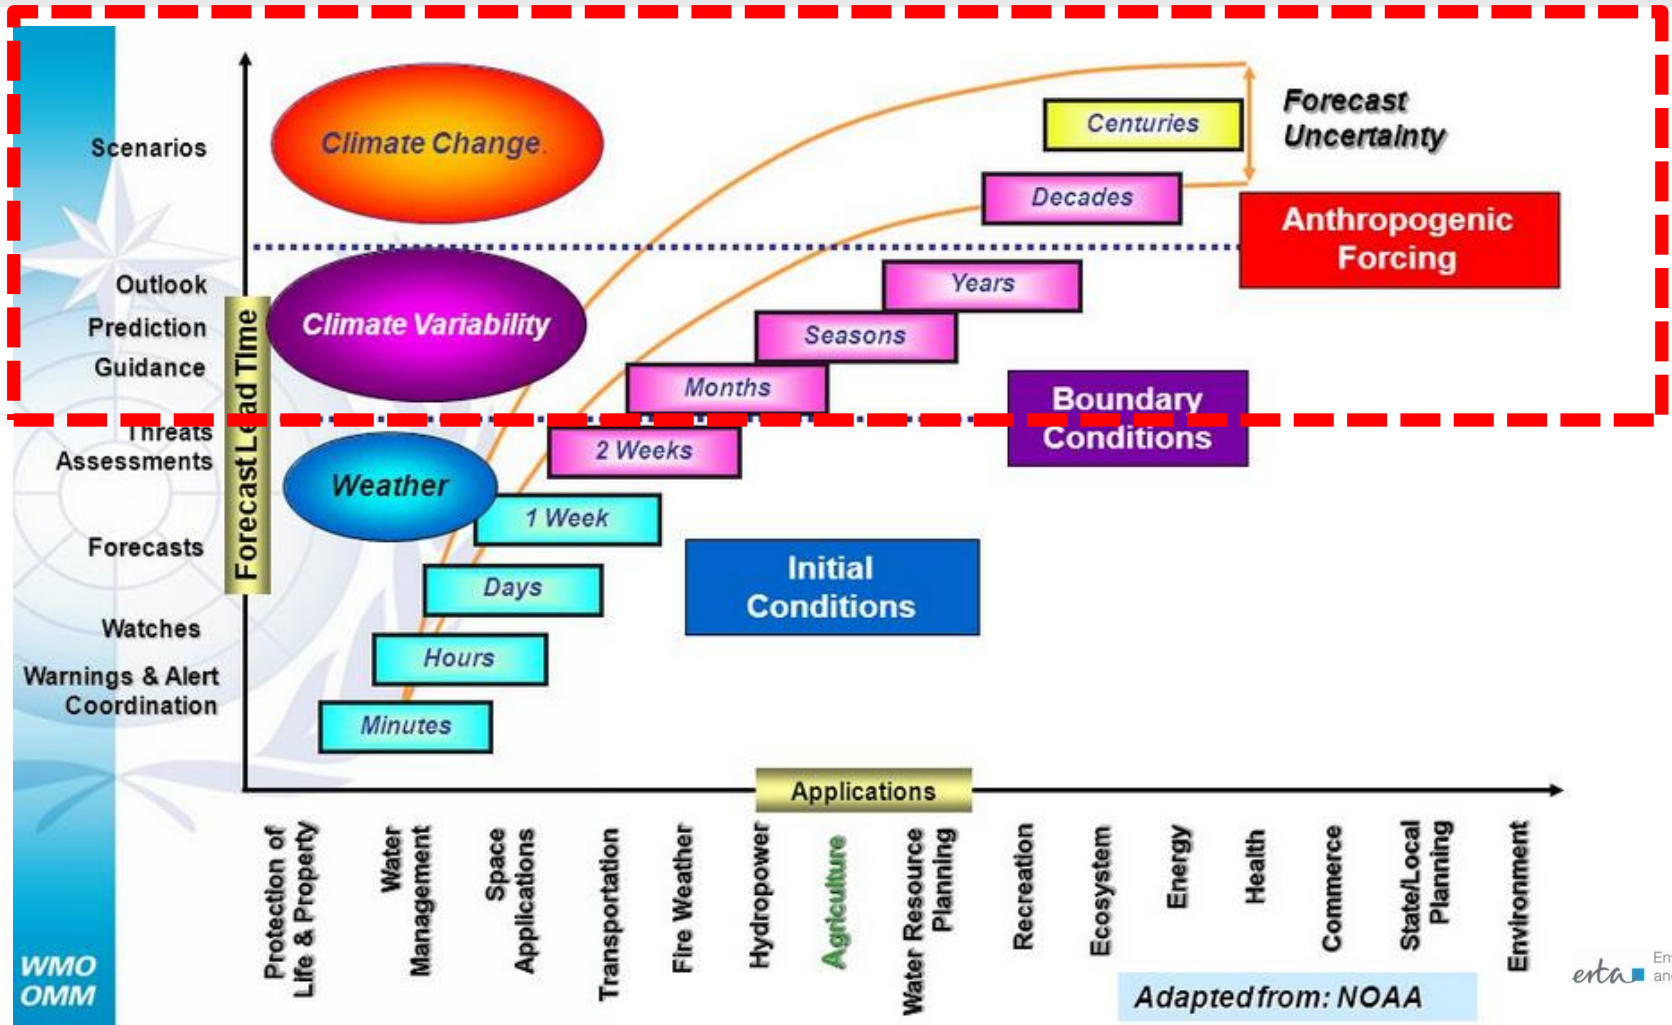 Scenarios
Climate Change.
Centuries
Forecast
Uncertainty
Decades
Anthropogenic
Forcing
Outlook
Prediction
Guidance
Climate Variability
Years
Seasons
Months
Boundary
Conditions
Forecast Lead Time
Threats
Assessments
2 Weeks
Weather
1 Week
Forecasts
Days
Initial
Conditions
Watches
Hours
Warnings & Alert
Coordination
Minutes
Applications
Protection of
Life & Property
Water
Management
Space
Applications
Transportation
Fire Weather
Hydropower
Agriculture
Water Resource
Planning
Recreation
Ecosystem
Energy
Health
Commerce
State/Local
Planning
Environment
WMO
OMM
Adapted from: NOAA
erta